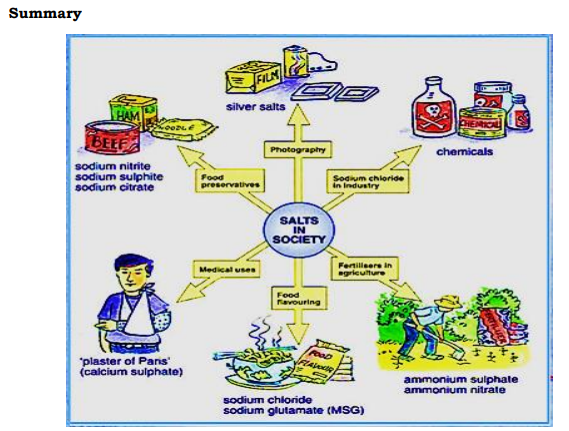 Summary
FILM
silver salts
HAM
NOODLE
BEEF
sodium nitrite
sodium sulphite
sodium citrate
CHEMICAL
chemicals
Photography
Food
preservatives
Sodium chloride
in Industry
SALTS
IN
SOCIETY
Medical uses
Fertilisers in
agriculture
Food
flavouring
'plaster of Paris'
(calcium sulphate)
FOOD
FLAVOUR
sodium chloride
sodium glutamate (MSG)
ammonium sulphate
ammonium nitrate